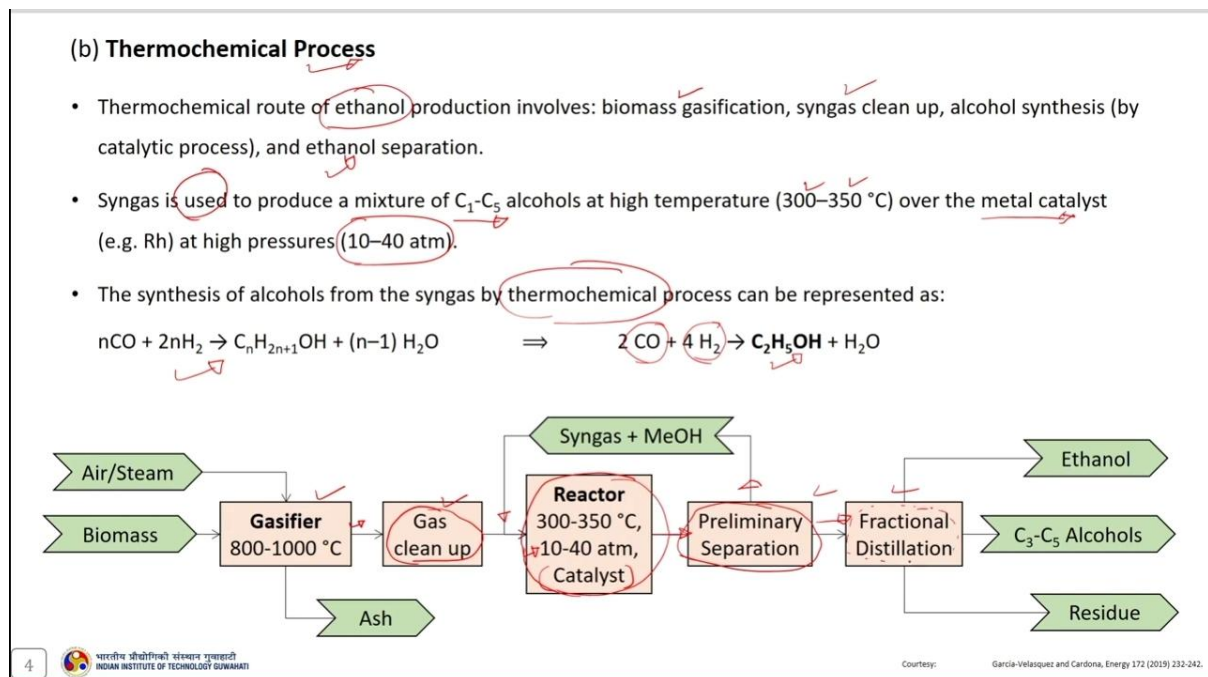 (b) Thermochemical Process
• Thermochemical route of ethanol production involves: biomass gasification, syngas clean up, alcohol synthesis (by
catalytic process), and ethanol separation.
• Syngas is used to produce a mixture of C₁-C₅ alcohols at high temperature (300–350 °C) over the metal catalyst
(e.g. Rh) at high pressures (10–40 atm).
• The synthesis of alcohols from the syngas by thermochemical process can be represented as:
nCO + 2nH₂ → CₙH₂ₙ₊₁OH + (n–1) H₂O ⟹ 2 CO + 4 H₂ → C₂H₅OH + H₂O
Air/Steam
Biomass
Gasifier
800-1000 °C
Ash
Gas
clean up
Syngas + MeOH
Reactor
300-350 °C,
10-40 atm,
Catalyst
Preliminary
Separation
Fractional
Distillation
Ethanol
C₃-C₅ Alcohols
Residue
4
भारतीय प्रौद्योगिकी संस्थान गुवाहाटी
INDIAN INSTITUTE OF TECHNOLOGY GUWAHATI
Courtesy: Garcia-Velasquez and Cardona, Energy 172 (2019) 232-242.